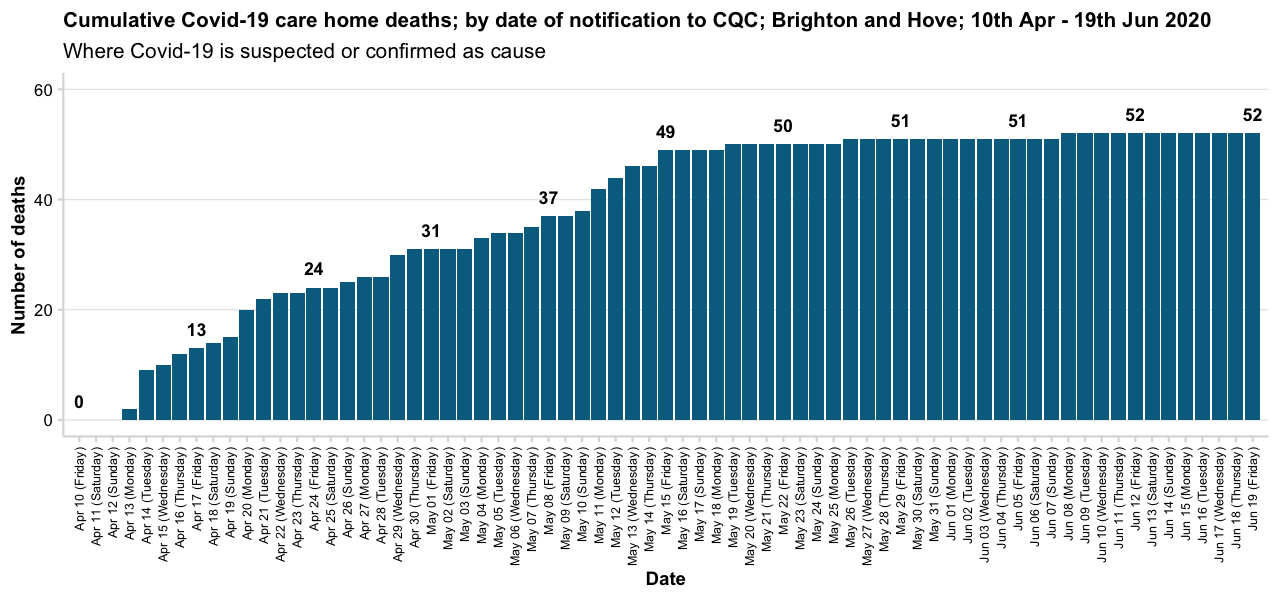 Cumulative Covid-19 care home deaths; by date of notification to CQC; Brighton and Hove; 10th Apr - 19th Jun 2020
Where Covid-19 is suspected or confirmed as cause
Number of deaths
60
40
20
0
0
13
24
31
37
49
50
51
51
52
52
Apr 10 (Friday)
Apr 11 (Saturday)
Apr 12 (Sunday)
Apr 13 (Monday)
Apr 14 (Tuesday)
Apr 15 (Wednesday)
Apr 16 (Thursday)
Apr 17 (Friday)
Apr 18 (Saturday)
Apr 19 (Sunday)
Apr 20 (Monday)
Apr 21 (Tuesday)
Apr 22 (Wednesday)
Apr 23 (Thursday)
Apr 24 (Friday)
Apr 25 (Saturday)
Apr 26 (Sunday)
Apr 27 (Monday)
Apr 28 (Tuesday)
Apr 29 (Wednesday)
Apr 30 (Thursday)
May 01 (Friday)
May 02 (Saturday)
May 03 (Sunday)
May 04 (Monday)
May 05 (Tuesday)
May 06 (Wednesday)
May 07 (Thursday)
May 08 (Friday)
May 09 (Saturday)
May 10 (Sunday)
May 11 (Monday)
May 12 (Tuesday)
May 13 (Wednesday)
May 14 (Thursday)
May 15 (Friday)
May 16 (Saturday)
May 17 (Sunday)
May 18 (Monday)
May 19 (Tuesday)
May 20 (Wednesday)
May 21 (Thursday)
May 22 (Friday)
May 23 (Saturday)
May 24 (Sunday)
May 25 (Monday)
May 26 (Tuesday)
May 27 (Wednesday)
May 28 (Thursday)
May 29 (Friday)
May 30 (Saturday)
May 31 (Sunday)
Jun 01 (Monday)
Jun 02 (Tuesday)
Jun 03 (Wednesday)
Jun 04 (Thursday)
Jun 05 (Friday)
Jun 06 (Saturday)
Jun 07 (Sunday)
Jun 08 (Monday)
Jun 09 (Tuesday)
Jun 10 (Wednesday)
Jun 11 (Thursday)
Jun 12 (Friday)
Jun 13 (Saturday)
Jun 14 (Sunday)
Jun 15 (Monday)
Jun 16 (Tuesday)
Jun 17 (Wednesday)
Jun 18 (Thursday)
Jun 19 (Friday)
Date